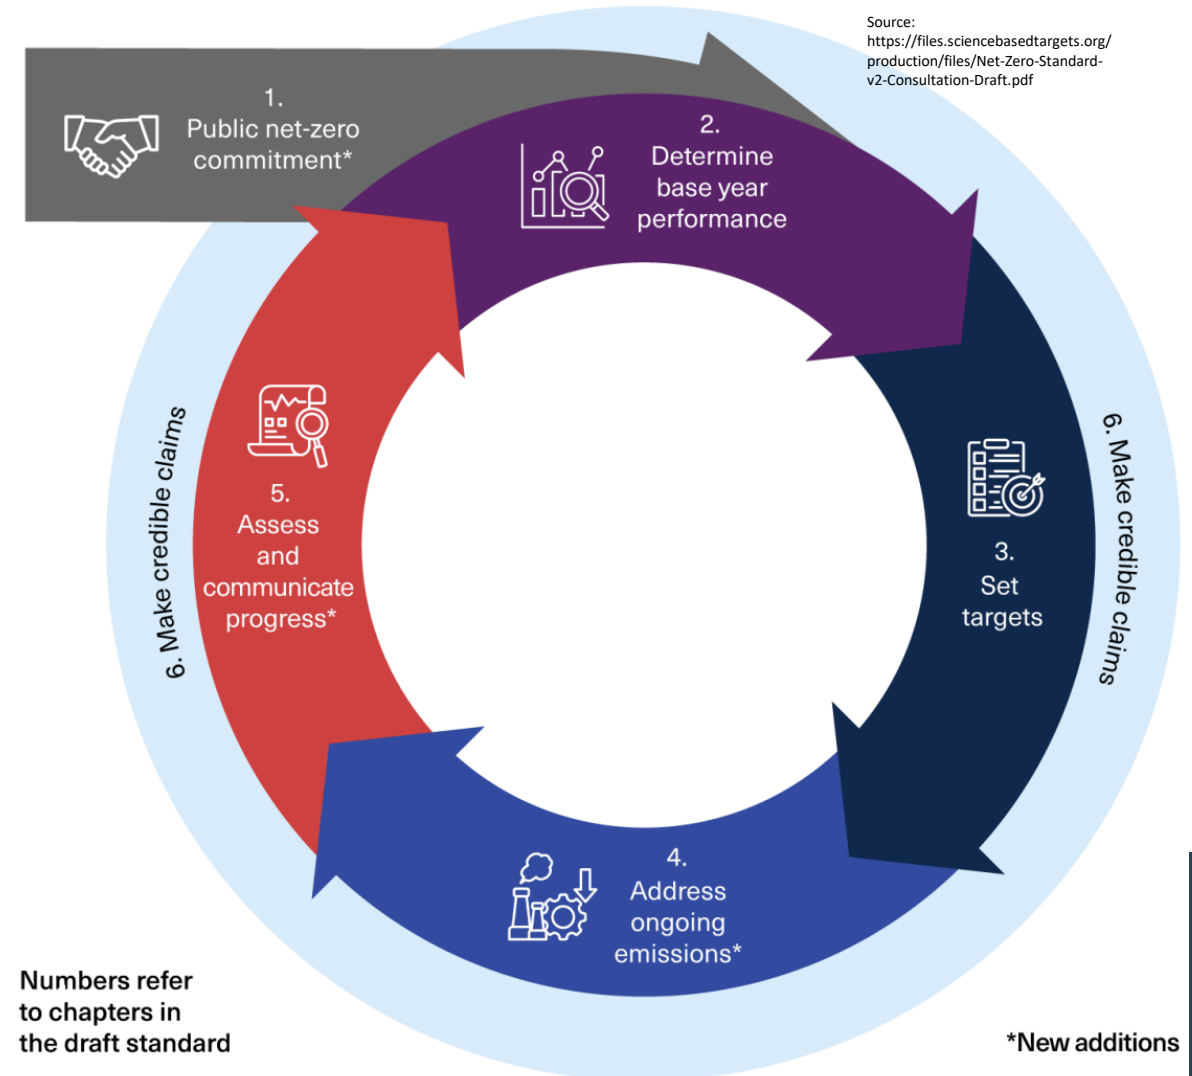 Source:
https://files.sciencebasedtargets.org/
production/files/Net-Zero-Standard-
v2-Consultation-Draft.pdf
1.
Public net-zero
commitment*
2.
Determine
base year
performance
3.
Set
targets
4.
Address
ongoing
emissions*
5.
Assess
and
communicate
progress*
6. Make credible claims
6. Make credible claims
Numbers refer
to chapters in
the draft standard
*New additions